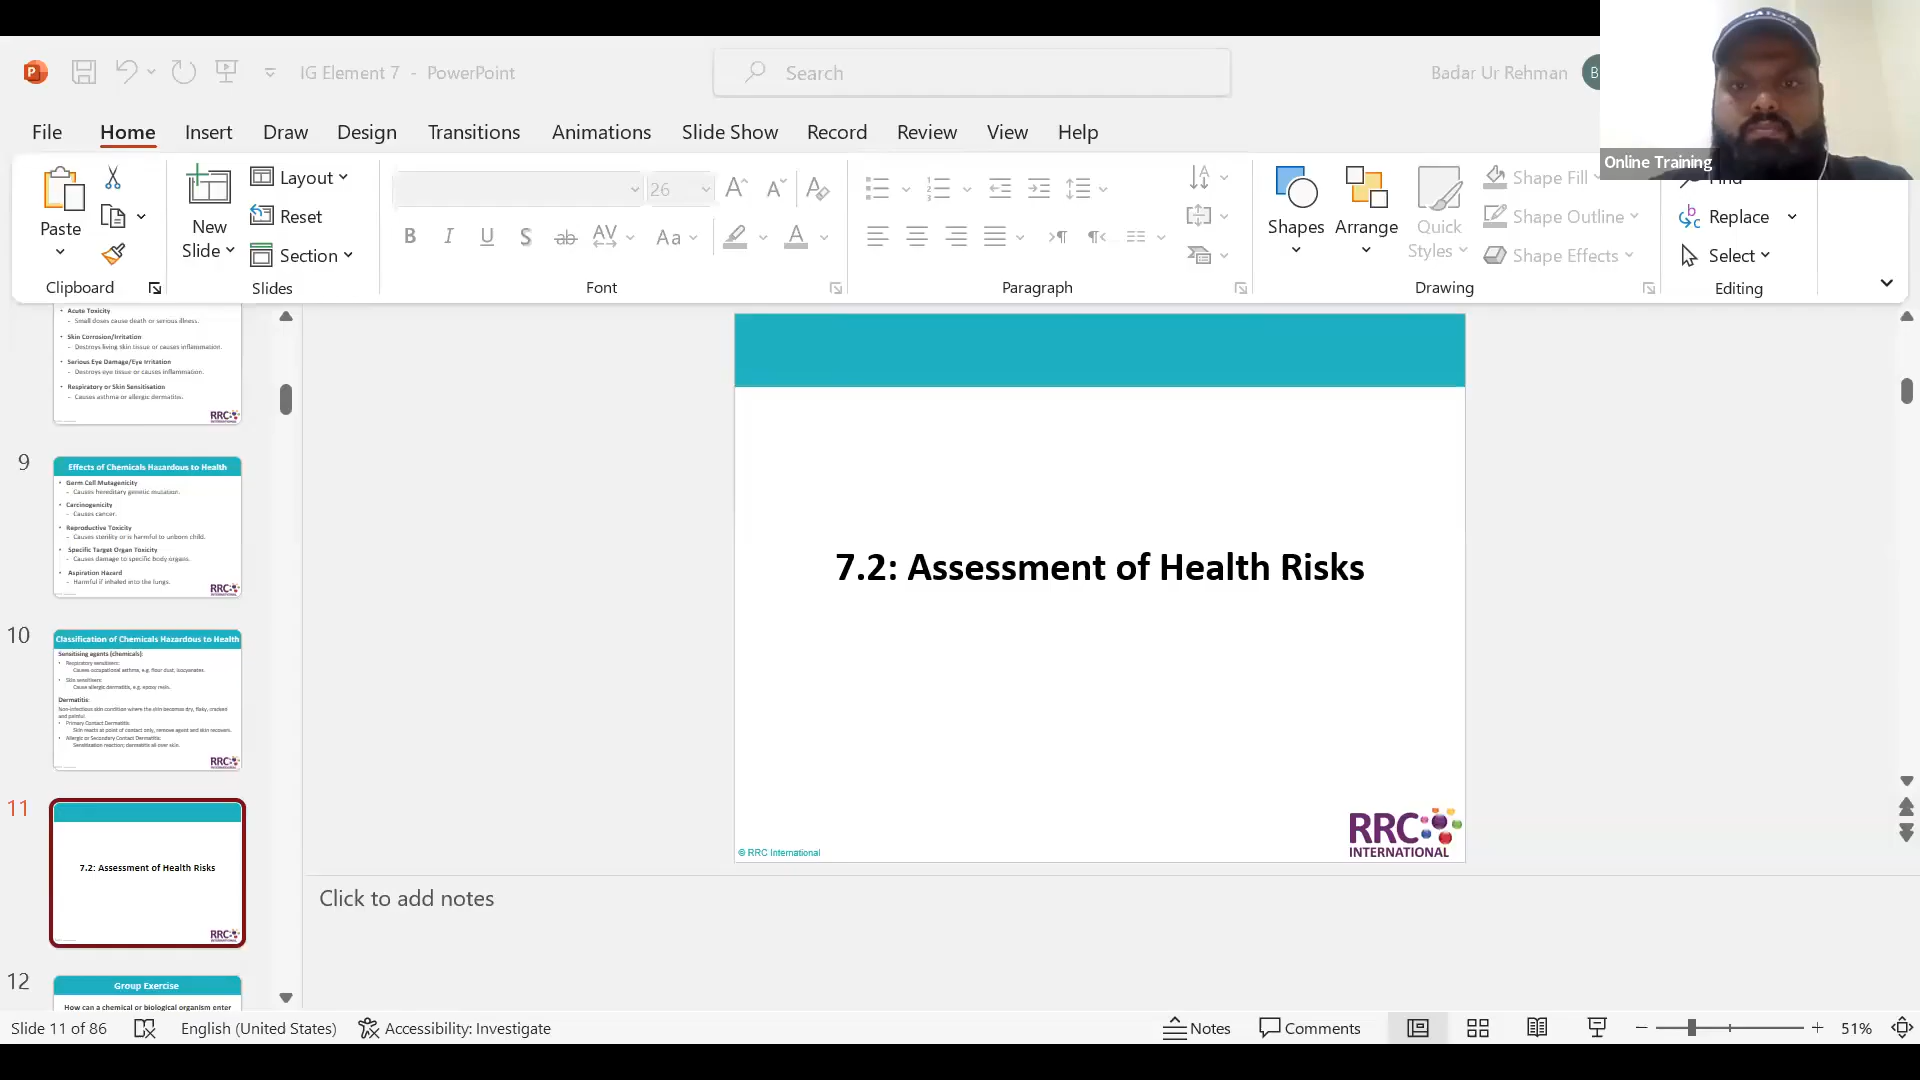 IG Element 7 - PowerPoint
Search
Badar Ur Rehman
B
Online Training
File Home Insert Draw Design Transitions Animations Slide Show Record Review View Help
Paste
New Slide
Layout
Reset
Section
26
Shapes
Arrange
Quick Styles
Shape Fill
Shape Outline
Shape Effects
Find
Replace
Select
Clipboard Slides Font Paragraph Drawing Editing
Acute Toxicity
- Small doses cause death or serious illness.
Skin Corrosion/Irritation
- Destroys living skin tissue or causes inflammation.
Serious Eye Damage/Eye Irritation
- Destroys eye tissue or causes inflammation.
Respiratory or Skin Sensitisation
- Causes asthma or allergic dermatitis.
RRC
INTERNATIONAL
9
Effects of Chemicals Hazardous to Health
Germ Cell Mutagenicity
- Causes hereditary genetic mutation.
Carcinogenicity
- Causes cancer.
Reproductive Toxicity
- Causes sterility or is harmful to unborn child.
Specific Target Organ Toxicity
- Causes damage to specific body organs.
Aspiration Hazard
- Harmful if inhaled into the lungs.
RRC
INTERNATIONAL
10
Classification of Chemicals Hazardous to Health
Sensitising agents (chemicals):
Respiratory sensitisers:
Causes occupational asthma, e.g. flour dust, isocyanates.
Skin sensitisers:
Cause allergic dermatitis, e.g. epoxy resin.
Dermatitis:
Non-infectious skin condition where the skin becomes dry, flaky, cracked
and painful
Primary Contact Dermatitis:
Skin reacts at point of contact only, remove agent and skin recovers.
Allergic or Secondary Contact Dermatitis:
Sensitisation reaction; dermatitis all over skin.
RRC
INTERNATIONAL
11
7.2: Assessment of Health Risks
RRC
INTERNATIONAL
12
Group Exercise
How can a chemical or biological organism enter
7.2: Assessment of Health Risks
© RRC International
RRC
INTERNATIONAL
Click to add notes
Slide 11 of 86
English (United States)
Accessibility: Investigate
Notes
Comments
51%